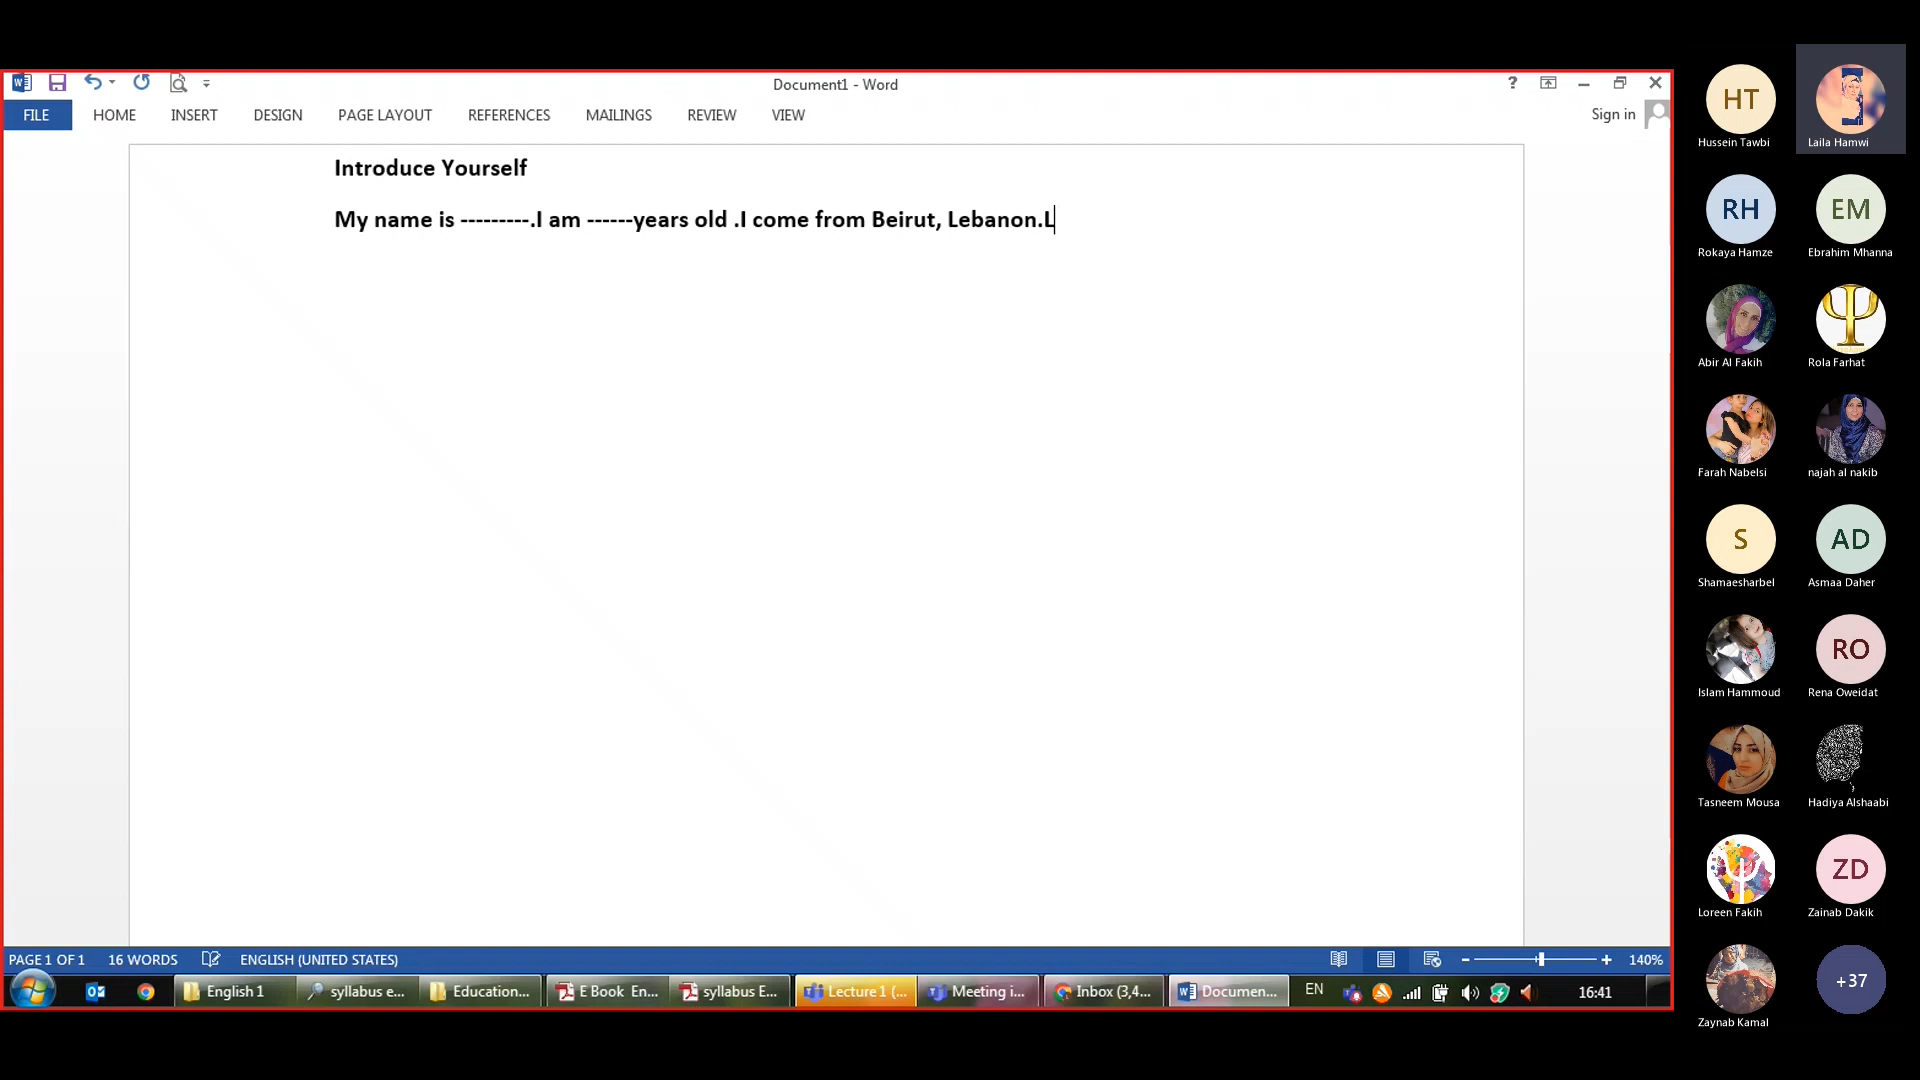 Document1 - Word
FILE HOME INSERT DESIGN PAGE LAYOUT REFERENCES MAILINGS REVIEW VIEW Sign in
Introduce Yourself
My name is ---------.I am ------years old .I come from Beirut, Lebanon.L
PAGE 1 OF 1 16 WORDS ENGLISH (UNITED STATES) 140%
English 1 syllabus e... Education... E Book En... syllabus E... Lecture 1 (... Meeting i... Inbox (3,4... Documen... EN 16:41
HT
Hussein Tawbi
Laila Hamwi
RH
Rokaya Hamze
EM
Ebrahim Mhanna
Abir Al Fakih
Rola Farhat
Farah Nabelsi
najah al nakib
S
Shamaesharbel
AD
Asmaa Daher
Islam Hammoud
RO
Rena Oweidat
Tasneem Mousa
Hadiya Alshaabi
Loreen Fakih
ZD
Zainab Dakik
Zaynab Kamal
+37